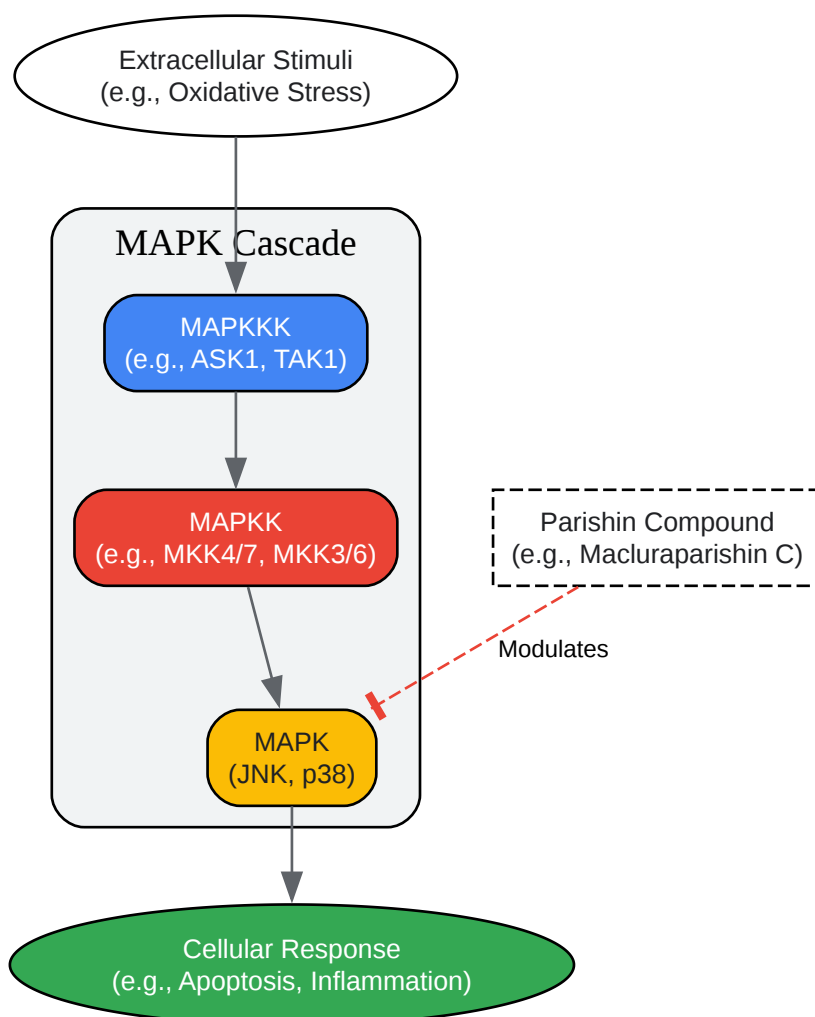 Extracellular Stimuli
(e.g., Oxidative Stress)
MAPK Cascade
MAPKKK
(e.g., ASK1, TAK1)
MAPKK
(e.g., MKK4/7, MKK3/6)
Parishin Compound
(e.g., Macluraparishin C)
Modulates
MAPK
(JNK, p38)
Cellular Response
(e.g., Apoptosis, Inflammation)